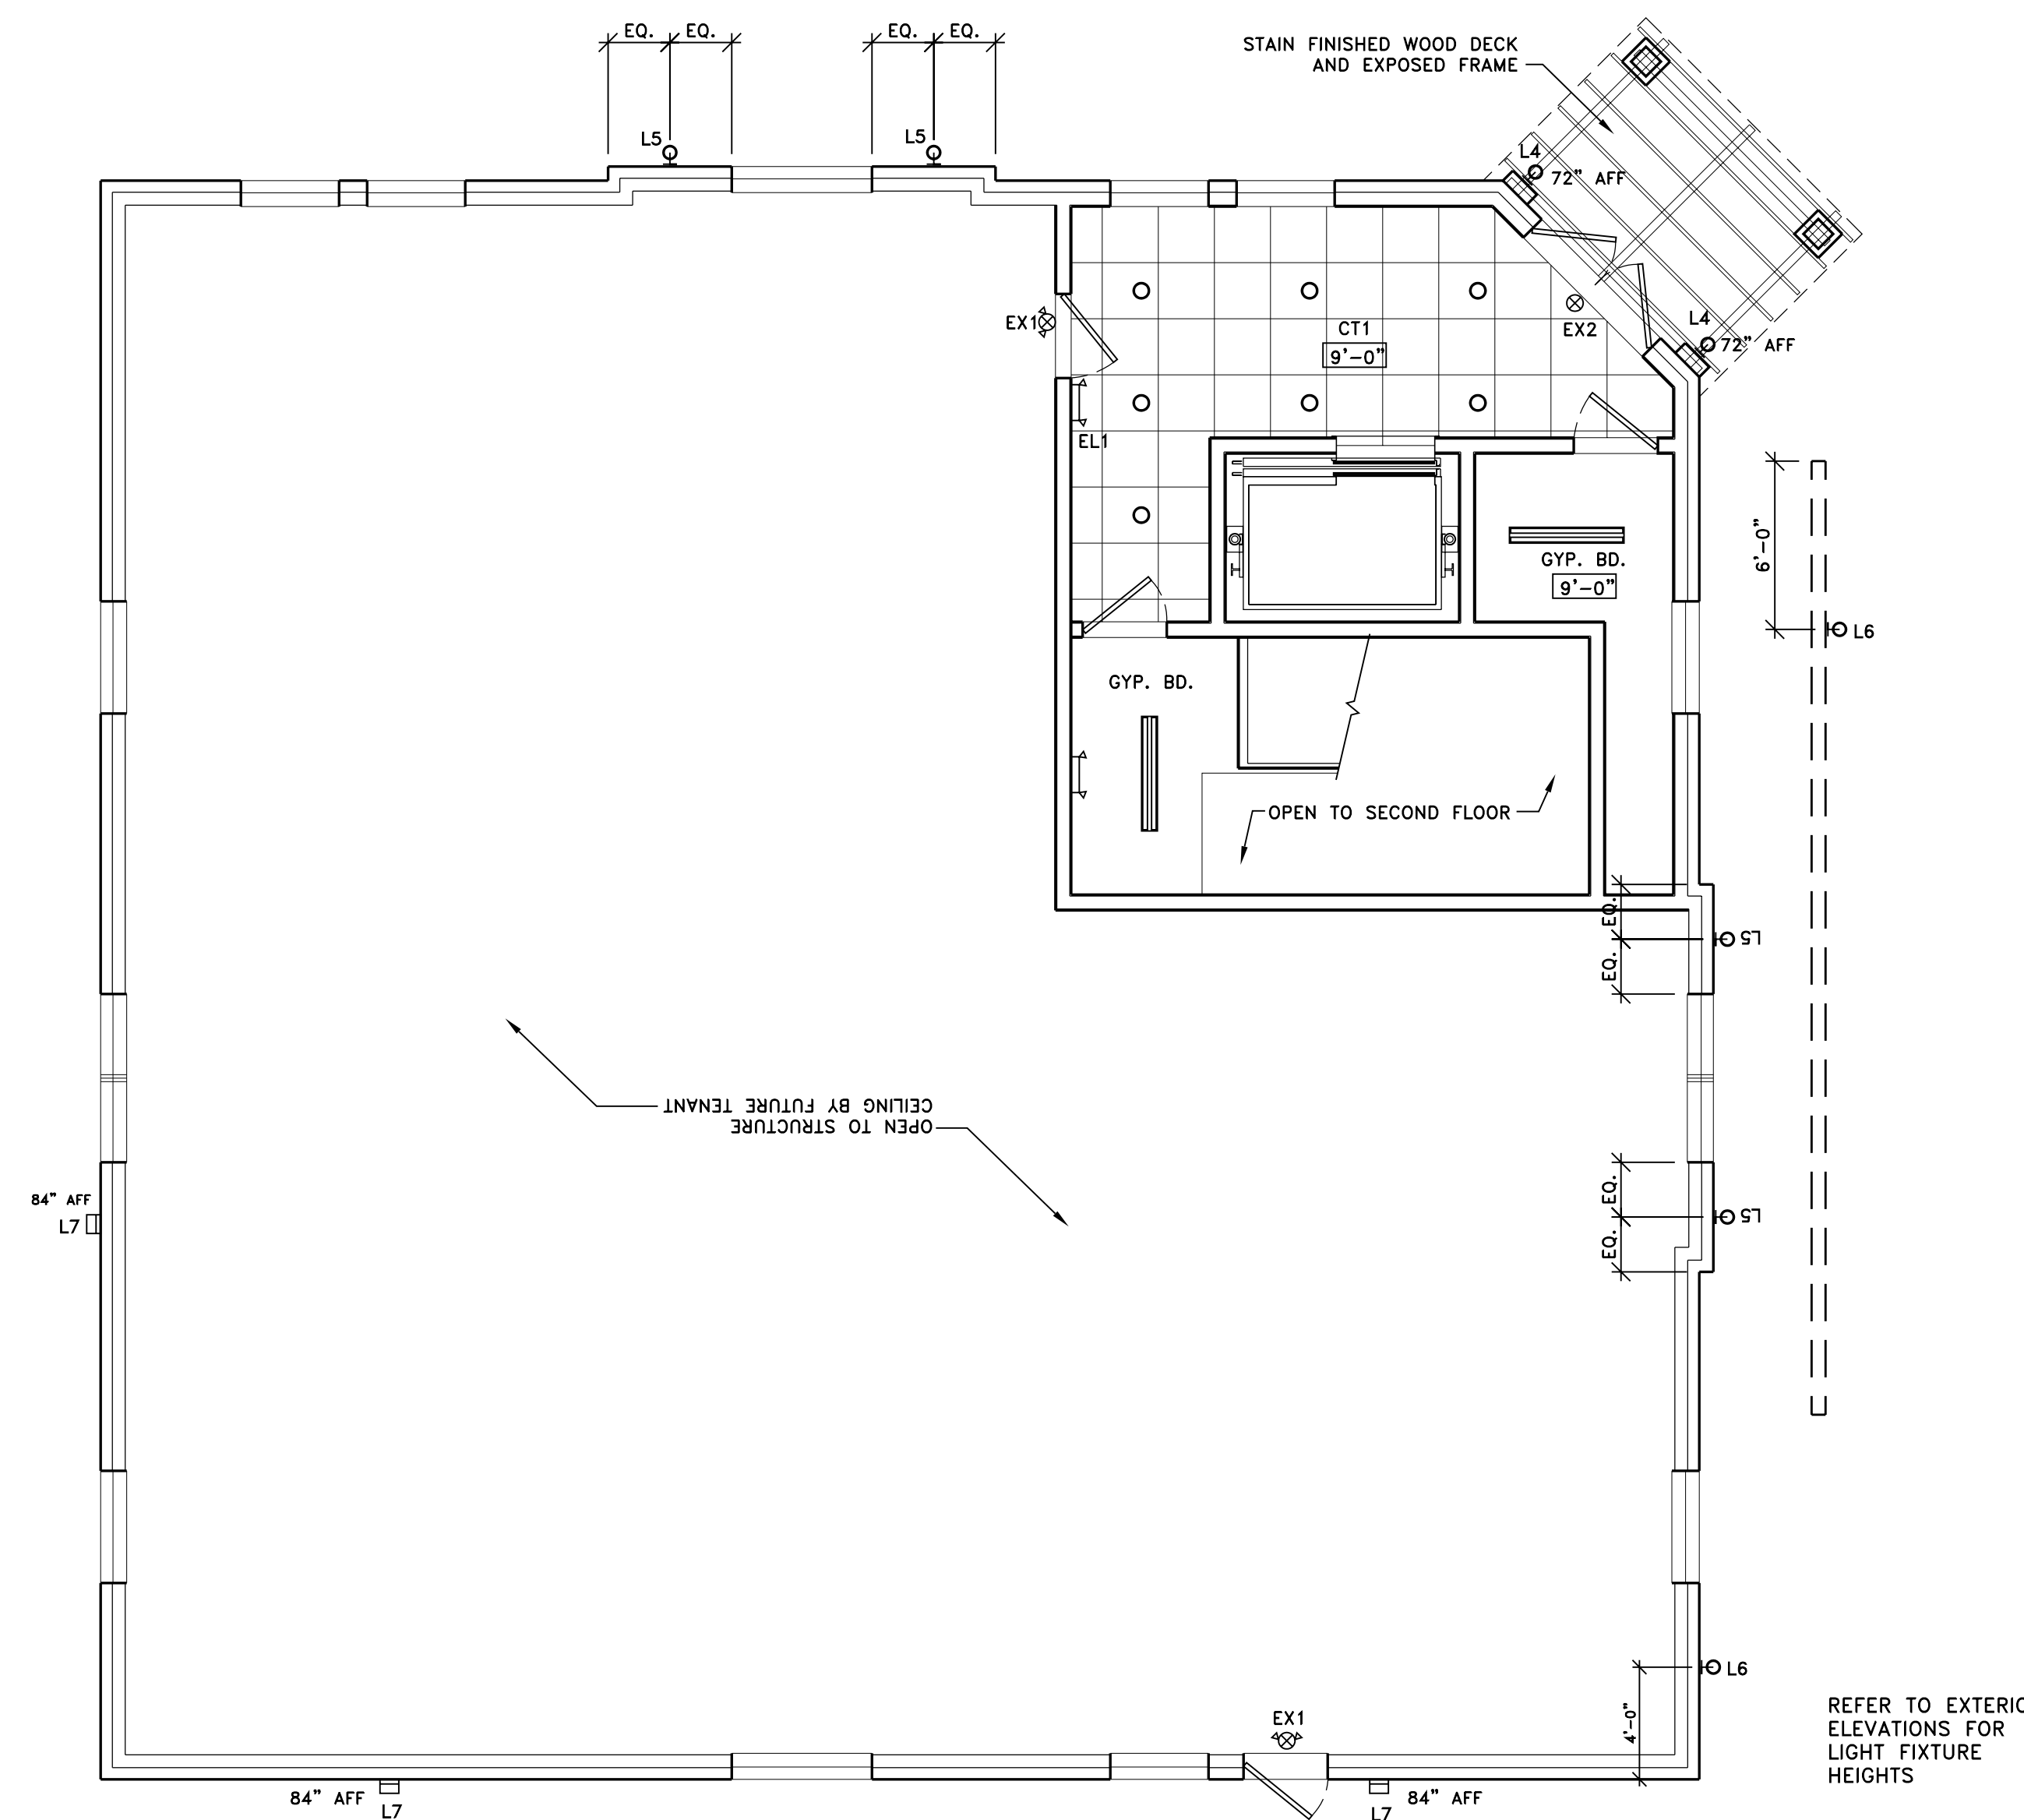 EQ.
EQ.
EQ.
EQ.
STAIN FINISHED WOOD DECK
AND EXPOSED FRAME
L5
L5
L4
72" AFF
EX1
EX2
CT1
9'-0"
L4
72" AFF
EL1
6'-0"
GYP. BD.
9'-0"
L6
GYP. BD.
OPEN TO SECOND FLOOR
EQ.
L5
EQ.
OPEN TO STRUCTURE
CEILING BY FUTURE TENANT
84" AFF
L7
EQ.
L5
EQ.
L6
4'-0"
EX1
REFER TO
ELEVATIONS FOR
LIGHT FIXTURE
HEIGHTS
84" AFF
L7
84" AFF
L7